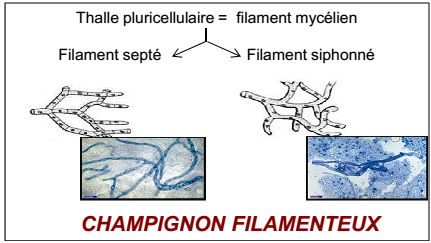 Thalle pluricellulaire = filament mycélien
Filament septé
Filament siphonné
CHAMPIGNON FILAMENTEUX